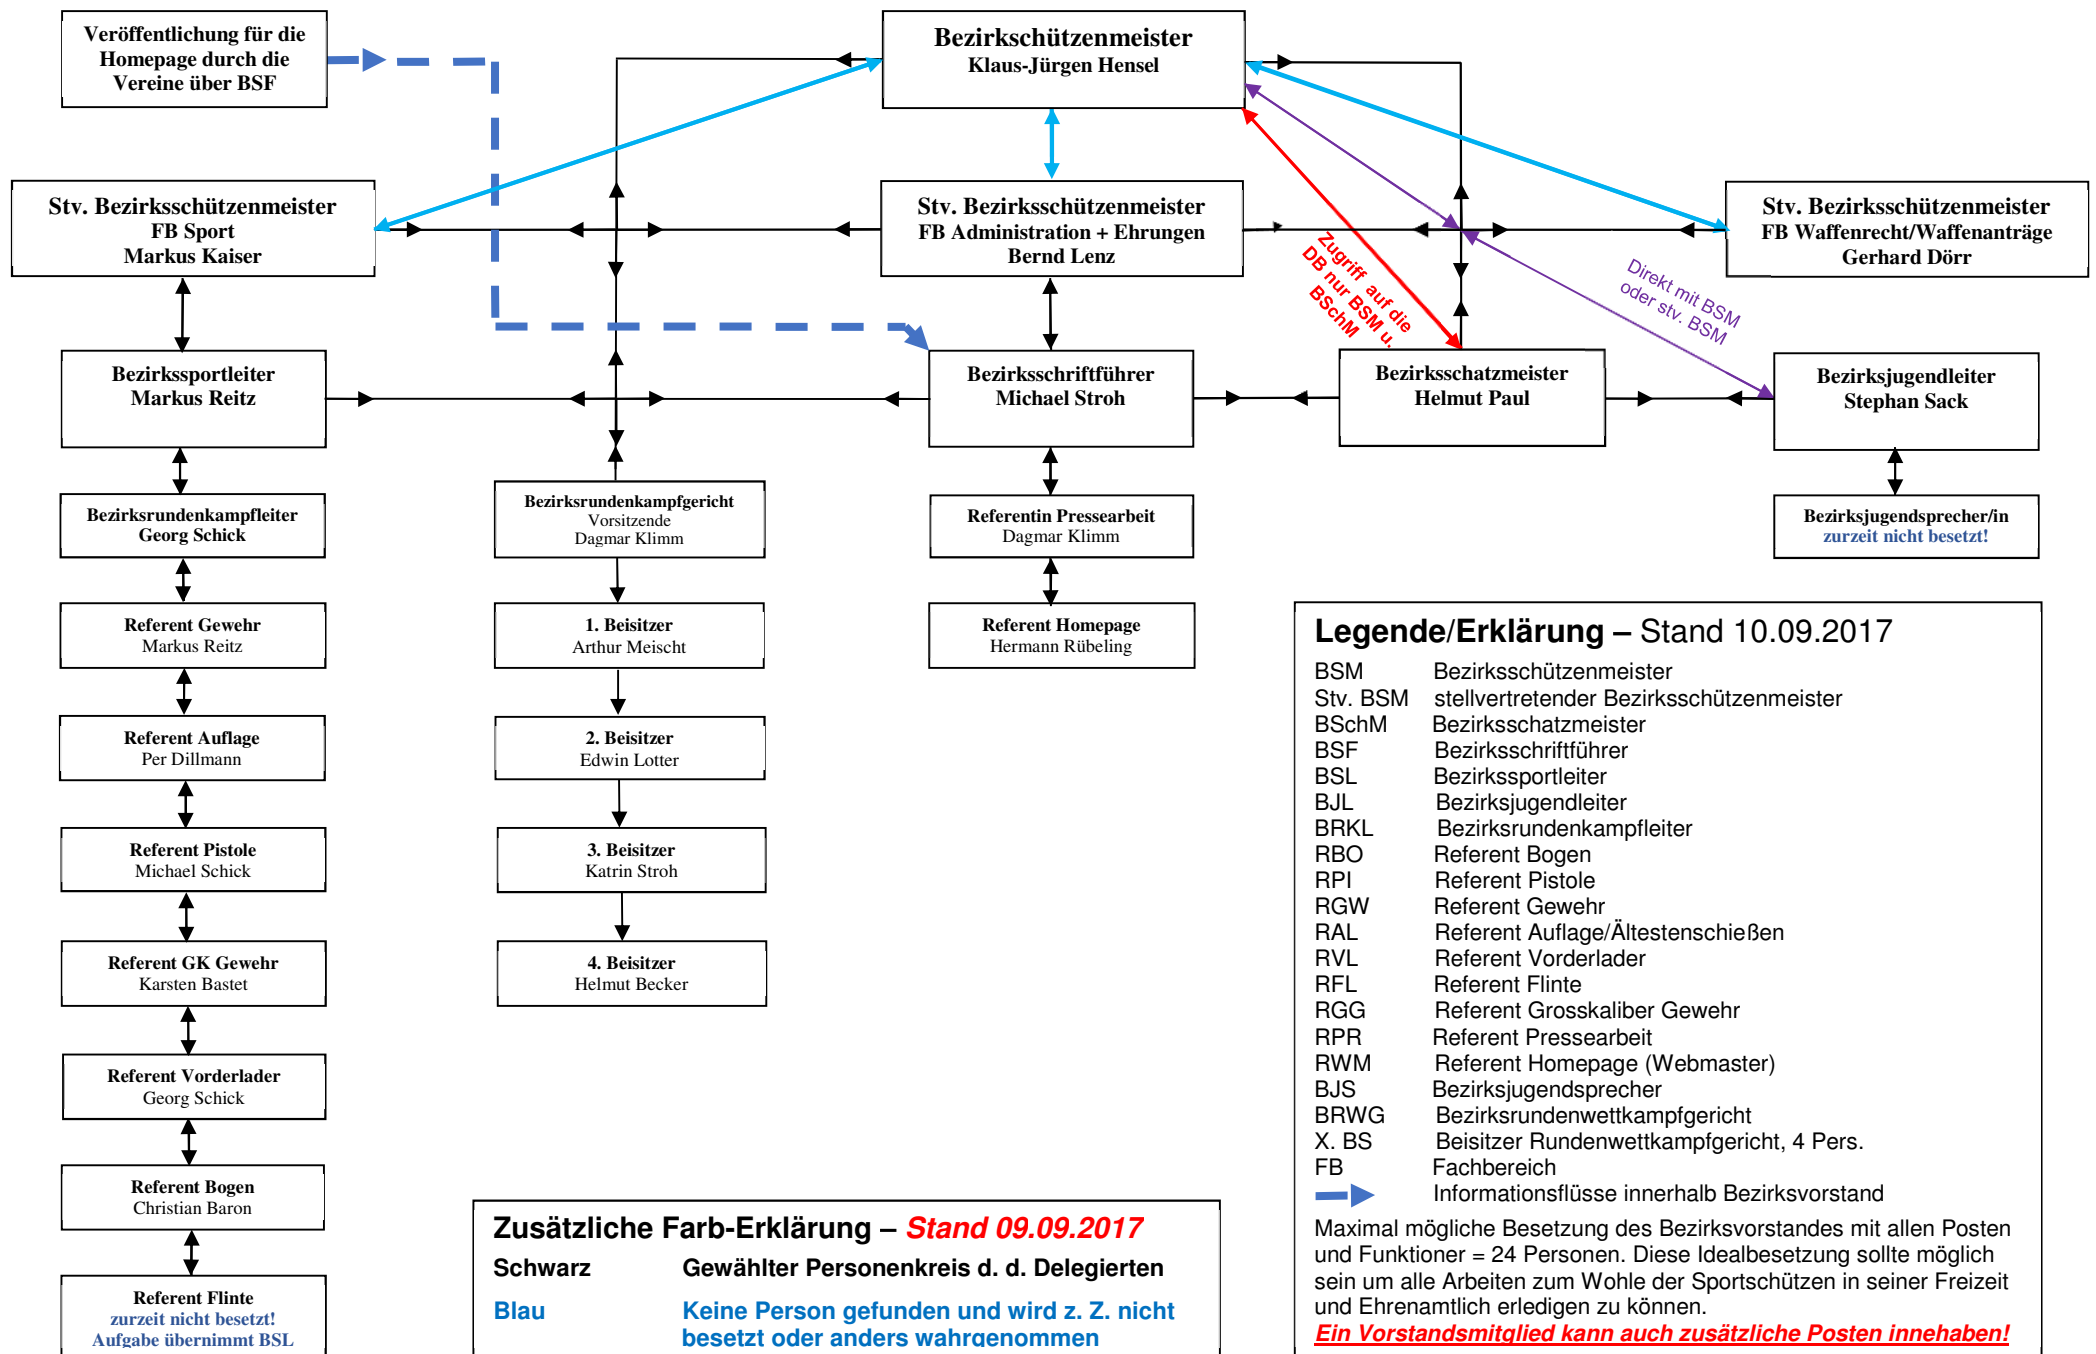 Veröffentlichung für die
Homepage durch die
Vereine über BSF
Bezirkschützenmeister
Klaus-Jürgen Hensel
Stv. Bezirksschützenmeister
FB Sport
Markus Kaiser
Stv. Bezirksschützenmeister
FB Administration + Ehrungen
Bernd Lenz
Stv. Bezirksschützenmeister
FB Waffenrecht/Waffenanträge
Gerhard Dörr
Zugriff auf die
DB nur BSM u.
BSchM
Direkt mit BSM
oder stv. BSM
Bezirkssportleiter
Markus Reitz
Bezirksschriftführer
Michael Stroh
Bezirksschatzmeister
Helmut Paul
Bezirksjugendleiter
Stephan Sack
Bezirksrundenkampfleiter
Georg Schick
Bezirksrundenkampfgericht
Vorsitzende
Dagmar Klimm
Referentin Pressearbeit
Dagmar Klimm
Bezirksjugendsprecher/in
zurzeit nicht besetzt!
Referent Gewehr
Markus Reitz
1. Beisitzer
Arthur Meischt
Referent Homepage
Hermann Rübeling
Referent Auflage
Per Dillmann
2. Beisitzer
Edwin Lotter
Referent Pistole
Michael Schick
3. Beisitzer
Katrin Stroh
Referent GK Gewehr
Karsten Bastet
4. Beisitzer
Helmut Becker
Referent Vorderlader
Georg Schick
Referent Bogen
Christian Baron
Referent Flinte
zurzeit nicht besetzt!
Aufgabe übernimmt BSL
Zusätzliche Farb-Erklärung – Stand 09.09.2017
Schwarz Gewählter Personenkreis d. d. Delegierten
Blau Keine Person gefunden und wird z. Z. nicht
besetzt oder anders wahrgenommen
Legende/Erklärung – Stand 10.09.2017
BSM Bezirksschützenmeister
Stv. BSM stellvertretender Bezirksschützenmeister
BSchM Bezirksschatzmeister
BSF Bezirksschriftführer
BSL Bezirkssportleiter
BJL Bezirksjugendleiter
BRKL Bezirksrundenkampfleiter
RBO Referent Bogen
RPI Referent Pistole
RGW Referent Gewehr
RAL Referent Auflage/Ältestenschießen
RVL Referent Vorderlader
RFL Referent Flinte
RGG Referent Grosskaliber Gewehr
RPR Referent Pressearbeit
RWM Referent Homepage (Webmaster)
BJS Bezirksjugendsprecher
BRWG Bezirksrundenwettkampfgericht
X. BS Beisitzer Rundenwettkampfgericht, 4 Pers.
FB Fachbereich
Informationsflüsse innerhalb Bezirksvorstand
Maximal mögliche Besetzung des Bezirksvorstandes mit allen Posten
und Funktioner = 24 Personen. Diese Idealbesetzung sollte möglich
sein um alle Arbeiten zum Wohle der Sportschützen in seiner Freizeit
und Ehrenamtlich erledigen zu können.
Ein Vorstandsmitglied kann auch zusätzliche Posten innehaben!